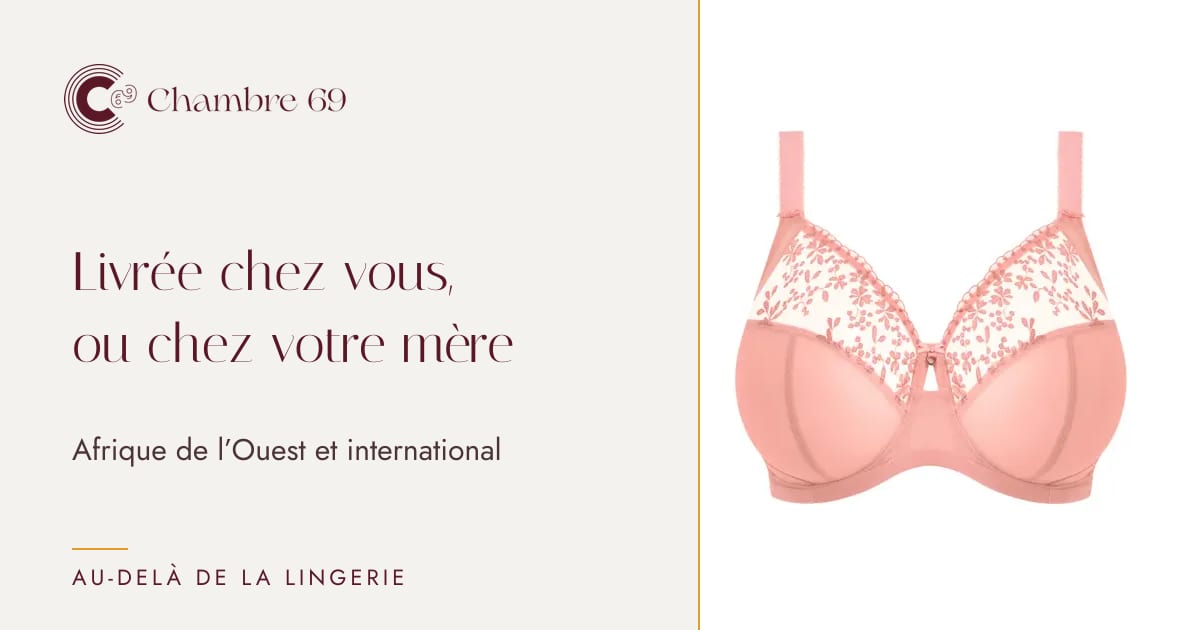 C69 Chambre 69
Livrée chez vous,
ou chez votre mère
Afrique de l’Ouest et international
AU-DELÀ DE LA LINGERIE